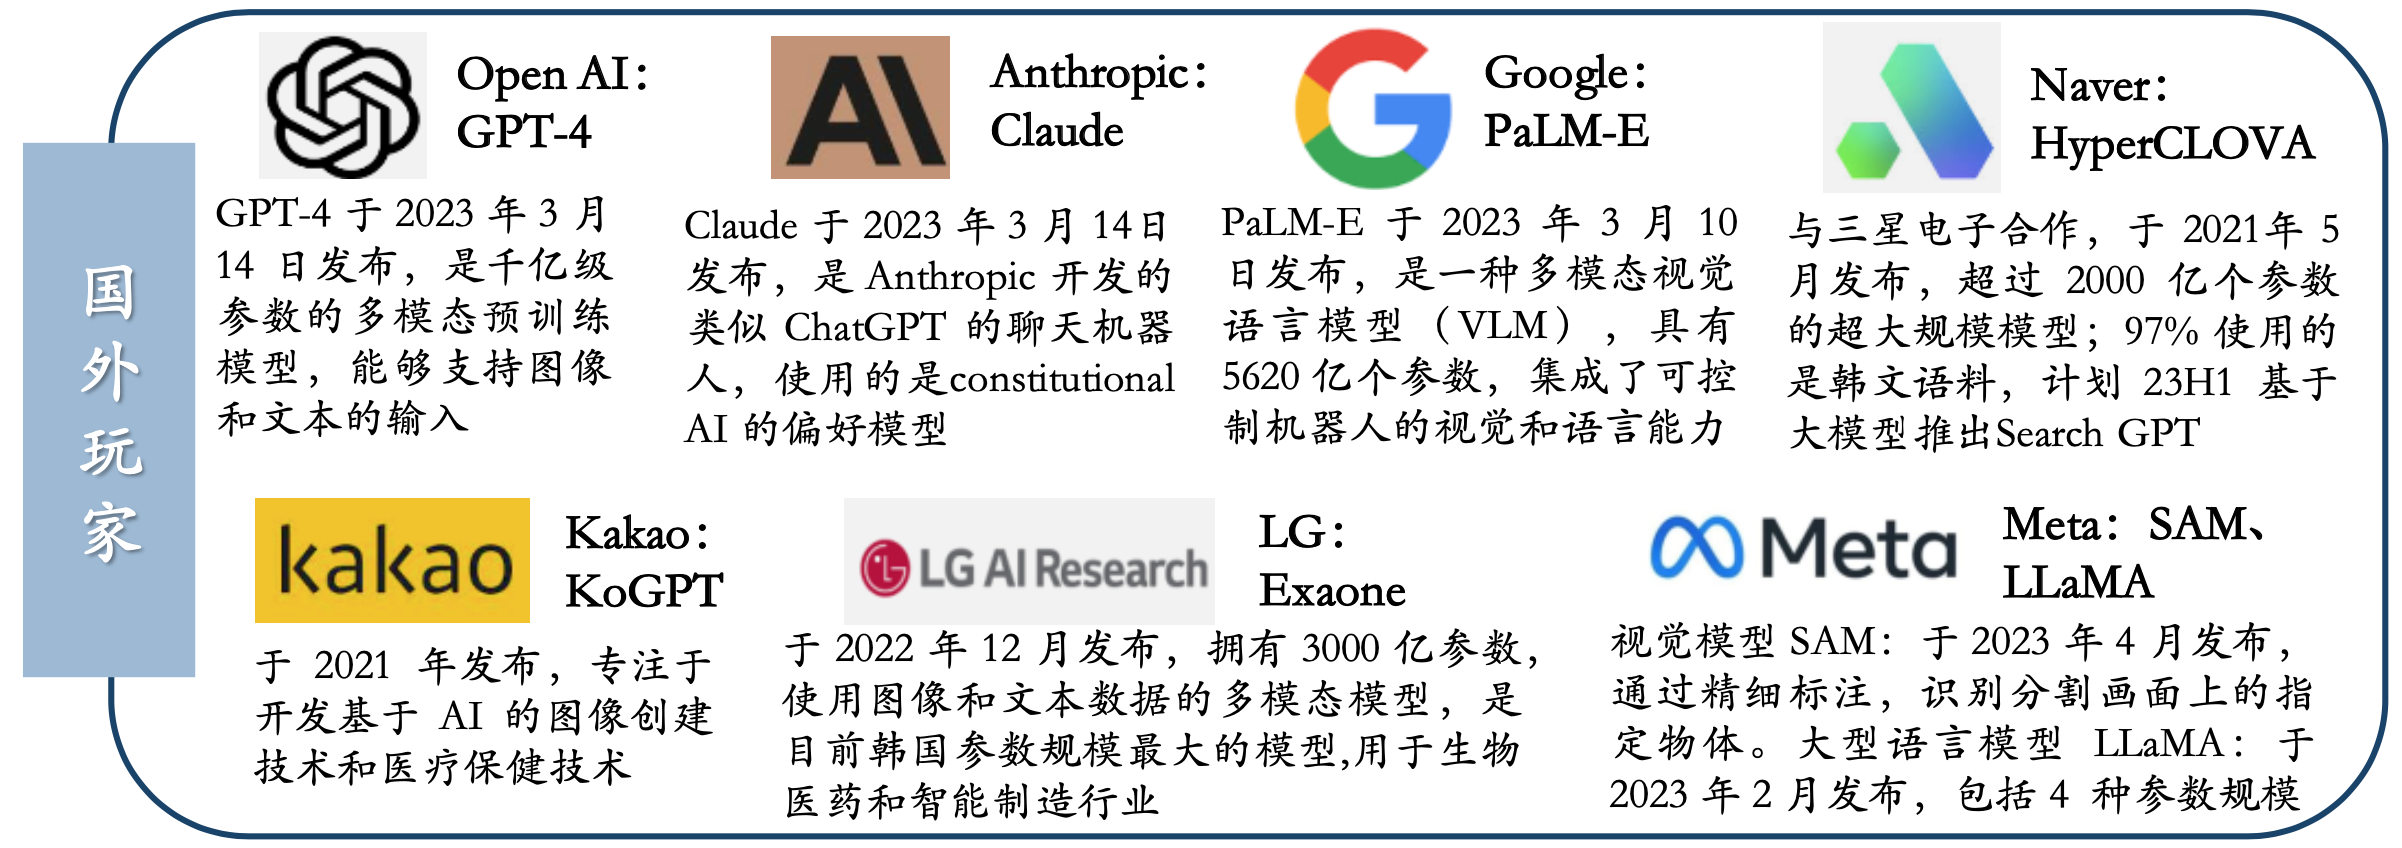 国外玩家
Open AI：
GPT-4
GPT-4 于 2023 年 3 月
14 日发布，是千亿级
参数的多模态预训练
模型，能够支持图像
和文本的输入
Anthropic：
Claude
Claude 于 2023 年 3 月 14日
发布，是 Anthropic 开发的
类似 ChatGPT 的聊天机器
人，使用的是constitutional
AI 的偏好模型
Google：
PaLM-E
PaLM-E 于 2023 年 3 月 10
日发布，是一种多模态视觉
语言模型（VLM），具有
5620 亿个参数，集成了可控
制机器人的视觉和语言能力
Naver：
HyperCLOVA
与三星电子合作，于 2021年 5
月发布，超过 2000 亿个参数
的超大规模模型；97% 使用的
是韩文语料，计划 23H1 基于
大模型推出Search GPT
kakao
Kakao：
KoGPT
于 2021 年发布，专注于
开发基于 AI 的图像创建
技术和医疗保健技术
LG AI Research
LG：
Exaone
于 2022 年 12 月发布，拥有 3000 亿参数，
使用图像和文本数据的多模态模型，是
目前韩国参数规模最大的模型,用于生物
医药和智能制造行业
Meta
Meta：SAM、
LLaMA
视觉模型 SAM：于 2023 年 4 月发布，
通过精细标注，识别分割画面上的指
定物体。大型语言模型 LLaMA：于
2023 年 2 月发布，包括 4 种参数规模